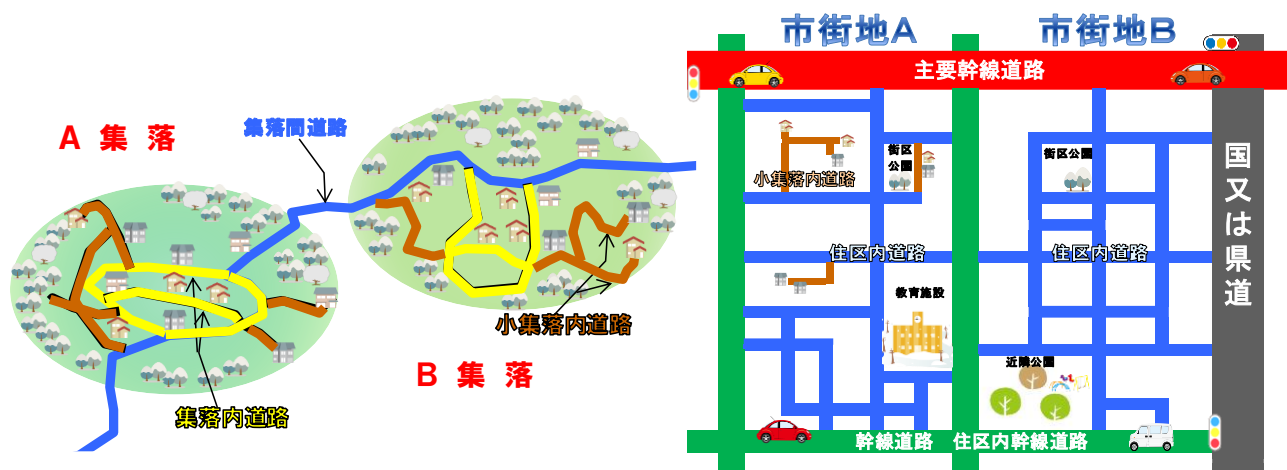 A 集 落
集落間道路
集落内道路
小集落内道路
B 集 落
市街地A
市街地B
主要幹線道路
小集落内道路
街区
公園
街区公園
国又は県道
住区内道路
住区内道路
教育施設
近隣公園
幹線道路 住区内幹線道路